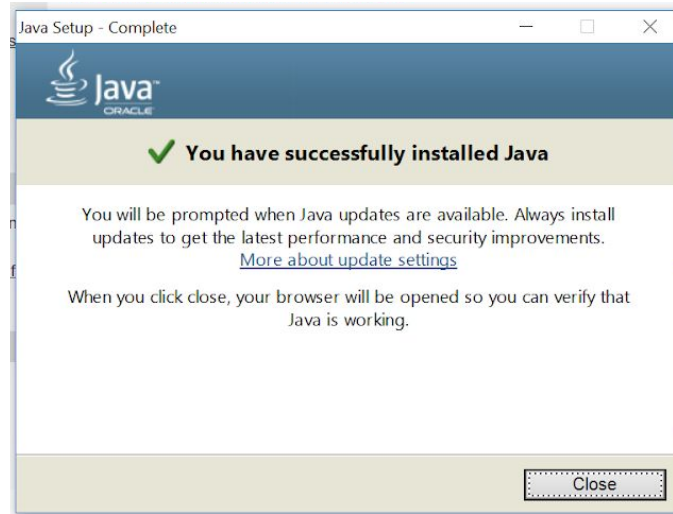 Java Setup - Complete
Java™
ORACLE
You have successfully installed Java
You will be prompted when Java updates are available. Always install
updates to get the latest performance and security improvements.
More about update settings
When you click close, your browser will be opened so you can verify that
Java is working.
Close